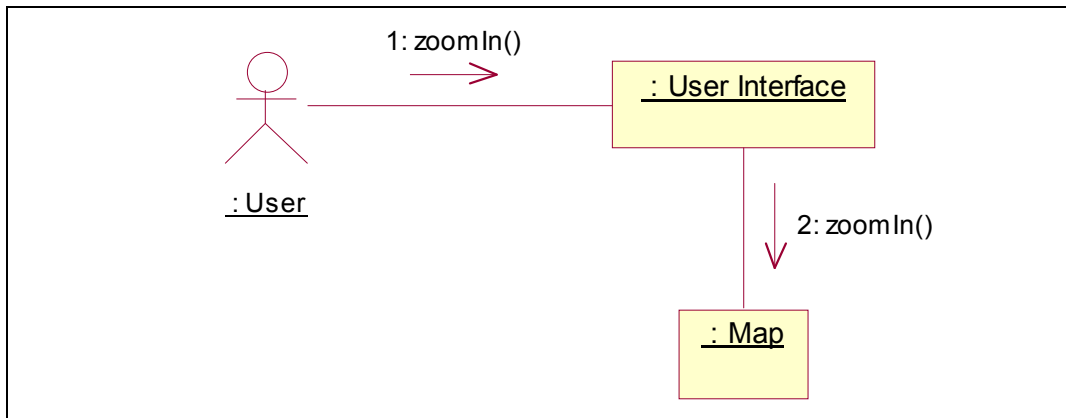 1: zoomIn()
: User Interface
: User
2: zoomIn()
: Map